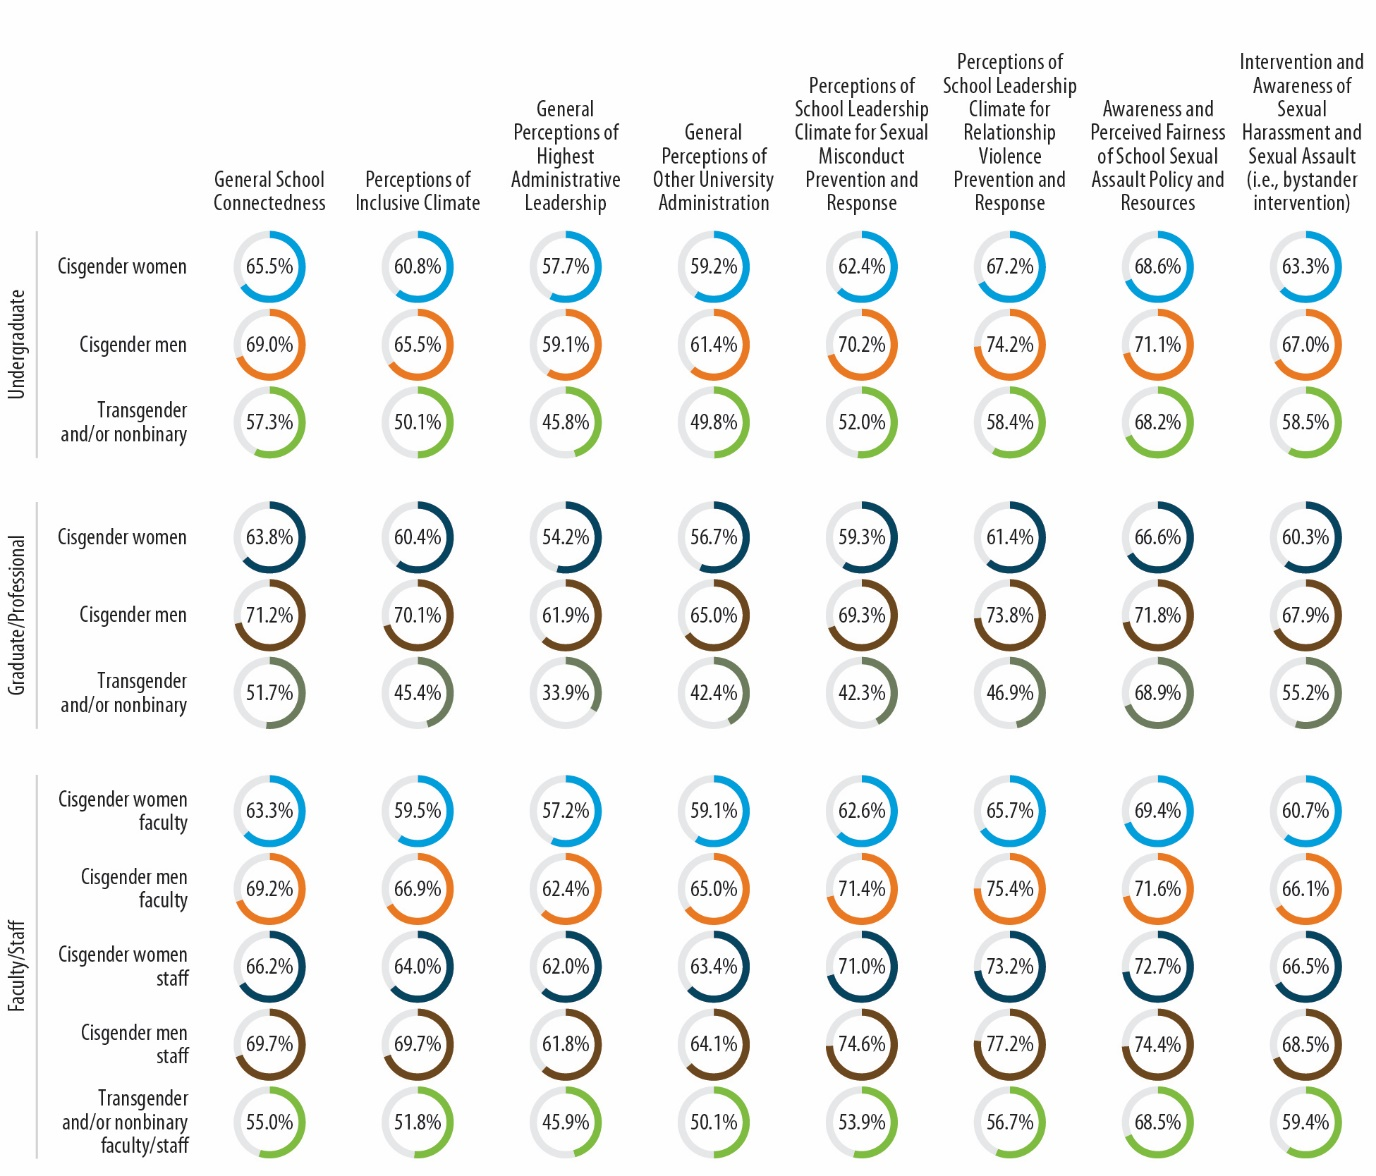 General School
Connectedness
Perceptions of
Inclusive Climate
General
Perceptions of
Highest
Administrative
Leadership
General
Perceptions of
Other University
Administration
Perceptions of
School Leadership
Climate for Sexual
Misconduct
Prevention and
Response
Perceptions of
School Leadership
Climate for
Relationship
Violence
Prevention and
Response
Awareness and
Perceived Fairness
of School Sexual
Assault Policy and
Resources
Intervention and
Awareness of
Sexual
Harassment and
Sexual Assault
(i.e., bystander
intervention)
Undergraduate
Cisgender women
65.5% 60.8% 57.7% 59.2% 62.4% 67.2% 68.6% 63.3%
Cisgender men
69.0% 65.5% 59.1% 61.4% 70.2% 74.2% 71.1% 67.0%
Transgender
and/or nonbinary
57.3% 50.1% 45.8% 49.8% 52.0% 58.4% 68.2% 58.5%
Graduate/Professional
Cisgender women
63.8% 60.4% 54.2% 56.7% 59.3% 61.4% 66.6% 60.3%
Cisgender men
71.2% 70.1% 61.9% 65.0% 69.3% 73.8% 71.8% 67.9%
Transgender
and/or nonbinary
51.7% 45.4% 33.9% 42.4% 42.3% 46.9% 68.9% 55.2%
Faculty/Staff
Cisgender women
faculty
63.3% 59.5% 57.2% 59.1% 62.6% 65.7% 69.4% 60.7%
Cisgender men
faculty
69.2% 66.9% 62.4% 65.0% 71.4% 75.4% 71.6% 66.1%
Cisgender women
staff
66.2% 64.0% 62.0% 63.4% 71.0% 73.2% 72.7% 66.5%
Cisgender men
staff
69.7% 69.7% 61.8% 64.1% 74.6% 77.2% 74.4% 68.5%
Transgender
and/or nonbinary
faculty/staff
55.0% 51.8% 45.9% 50.1% 53.9% 56.7% 68.5% 59.4%